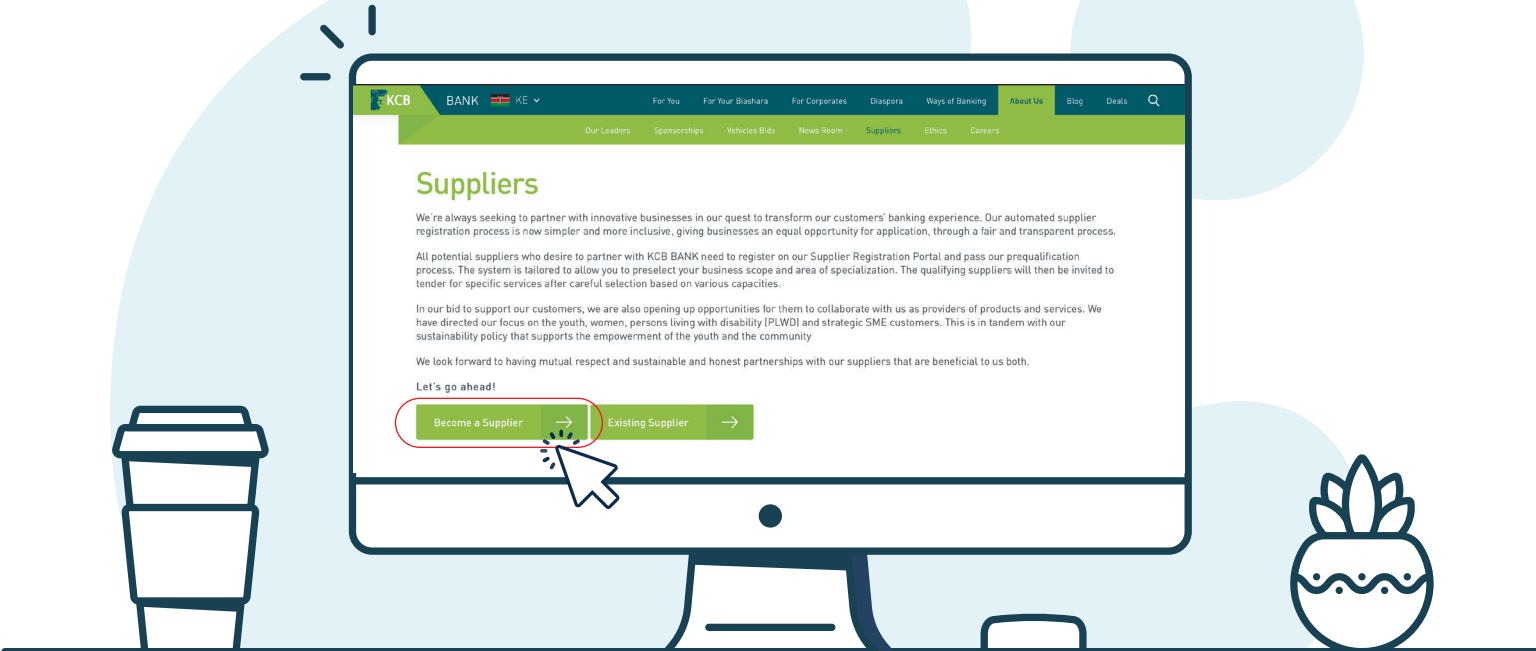 KCB BANK KE For You For Your Biashara For Corporates Diaspora Ways of Banking About Us Blog Deals
Our Leaders Sponsorships Vehicles Bids News Room Suppliers Ethics Careers
Suppliers
We're always seeking to partner with innovative businesses in our quest to transform our customers' banking experience. Our automated supplier
registration process is now simpler and more inclusive, giving businesses an equal opportunity for application, through a fair and transparent process.
All potential suppliers who desire to partner with KCB BANK need to register on our Supplier Registration Portal and pass our prequalification
process. The system is tailored to allow you to preselect your business scope and area of specialization. The qualifying suppliers will then be invited to
tender for specific services after careful selection based on various capacities.
In our bid to support our customers, we are also opening up opportunities for them to collaborate with us as providers of products and services. We
have directed our focus on the youth, women, persons living with disability (PLWD) and strategic SME customers. This is in tandem with our
sustainability policy that supports the empowerment of the youth and the community
We look forward to having mutual respect and sustainable and honest partnerships with our suppliers that are beneficial to us both.
Let's go ahead!
Become a Supplier Existing Supplier